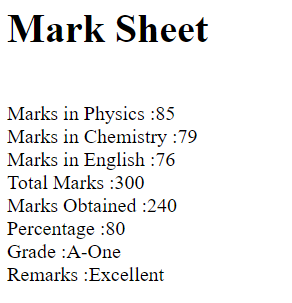 Mark Sheet
Marks in Physics :85
Marks in Chemistry :79
Marks in English :76
Total Marks :300
Marks Obtained :240
Percentage :80
Grade :A-One
Remarks :Excellent